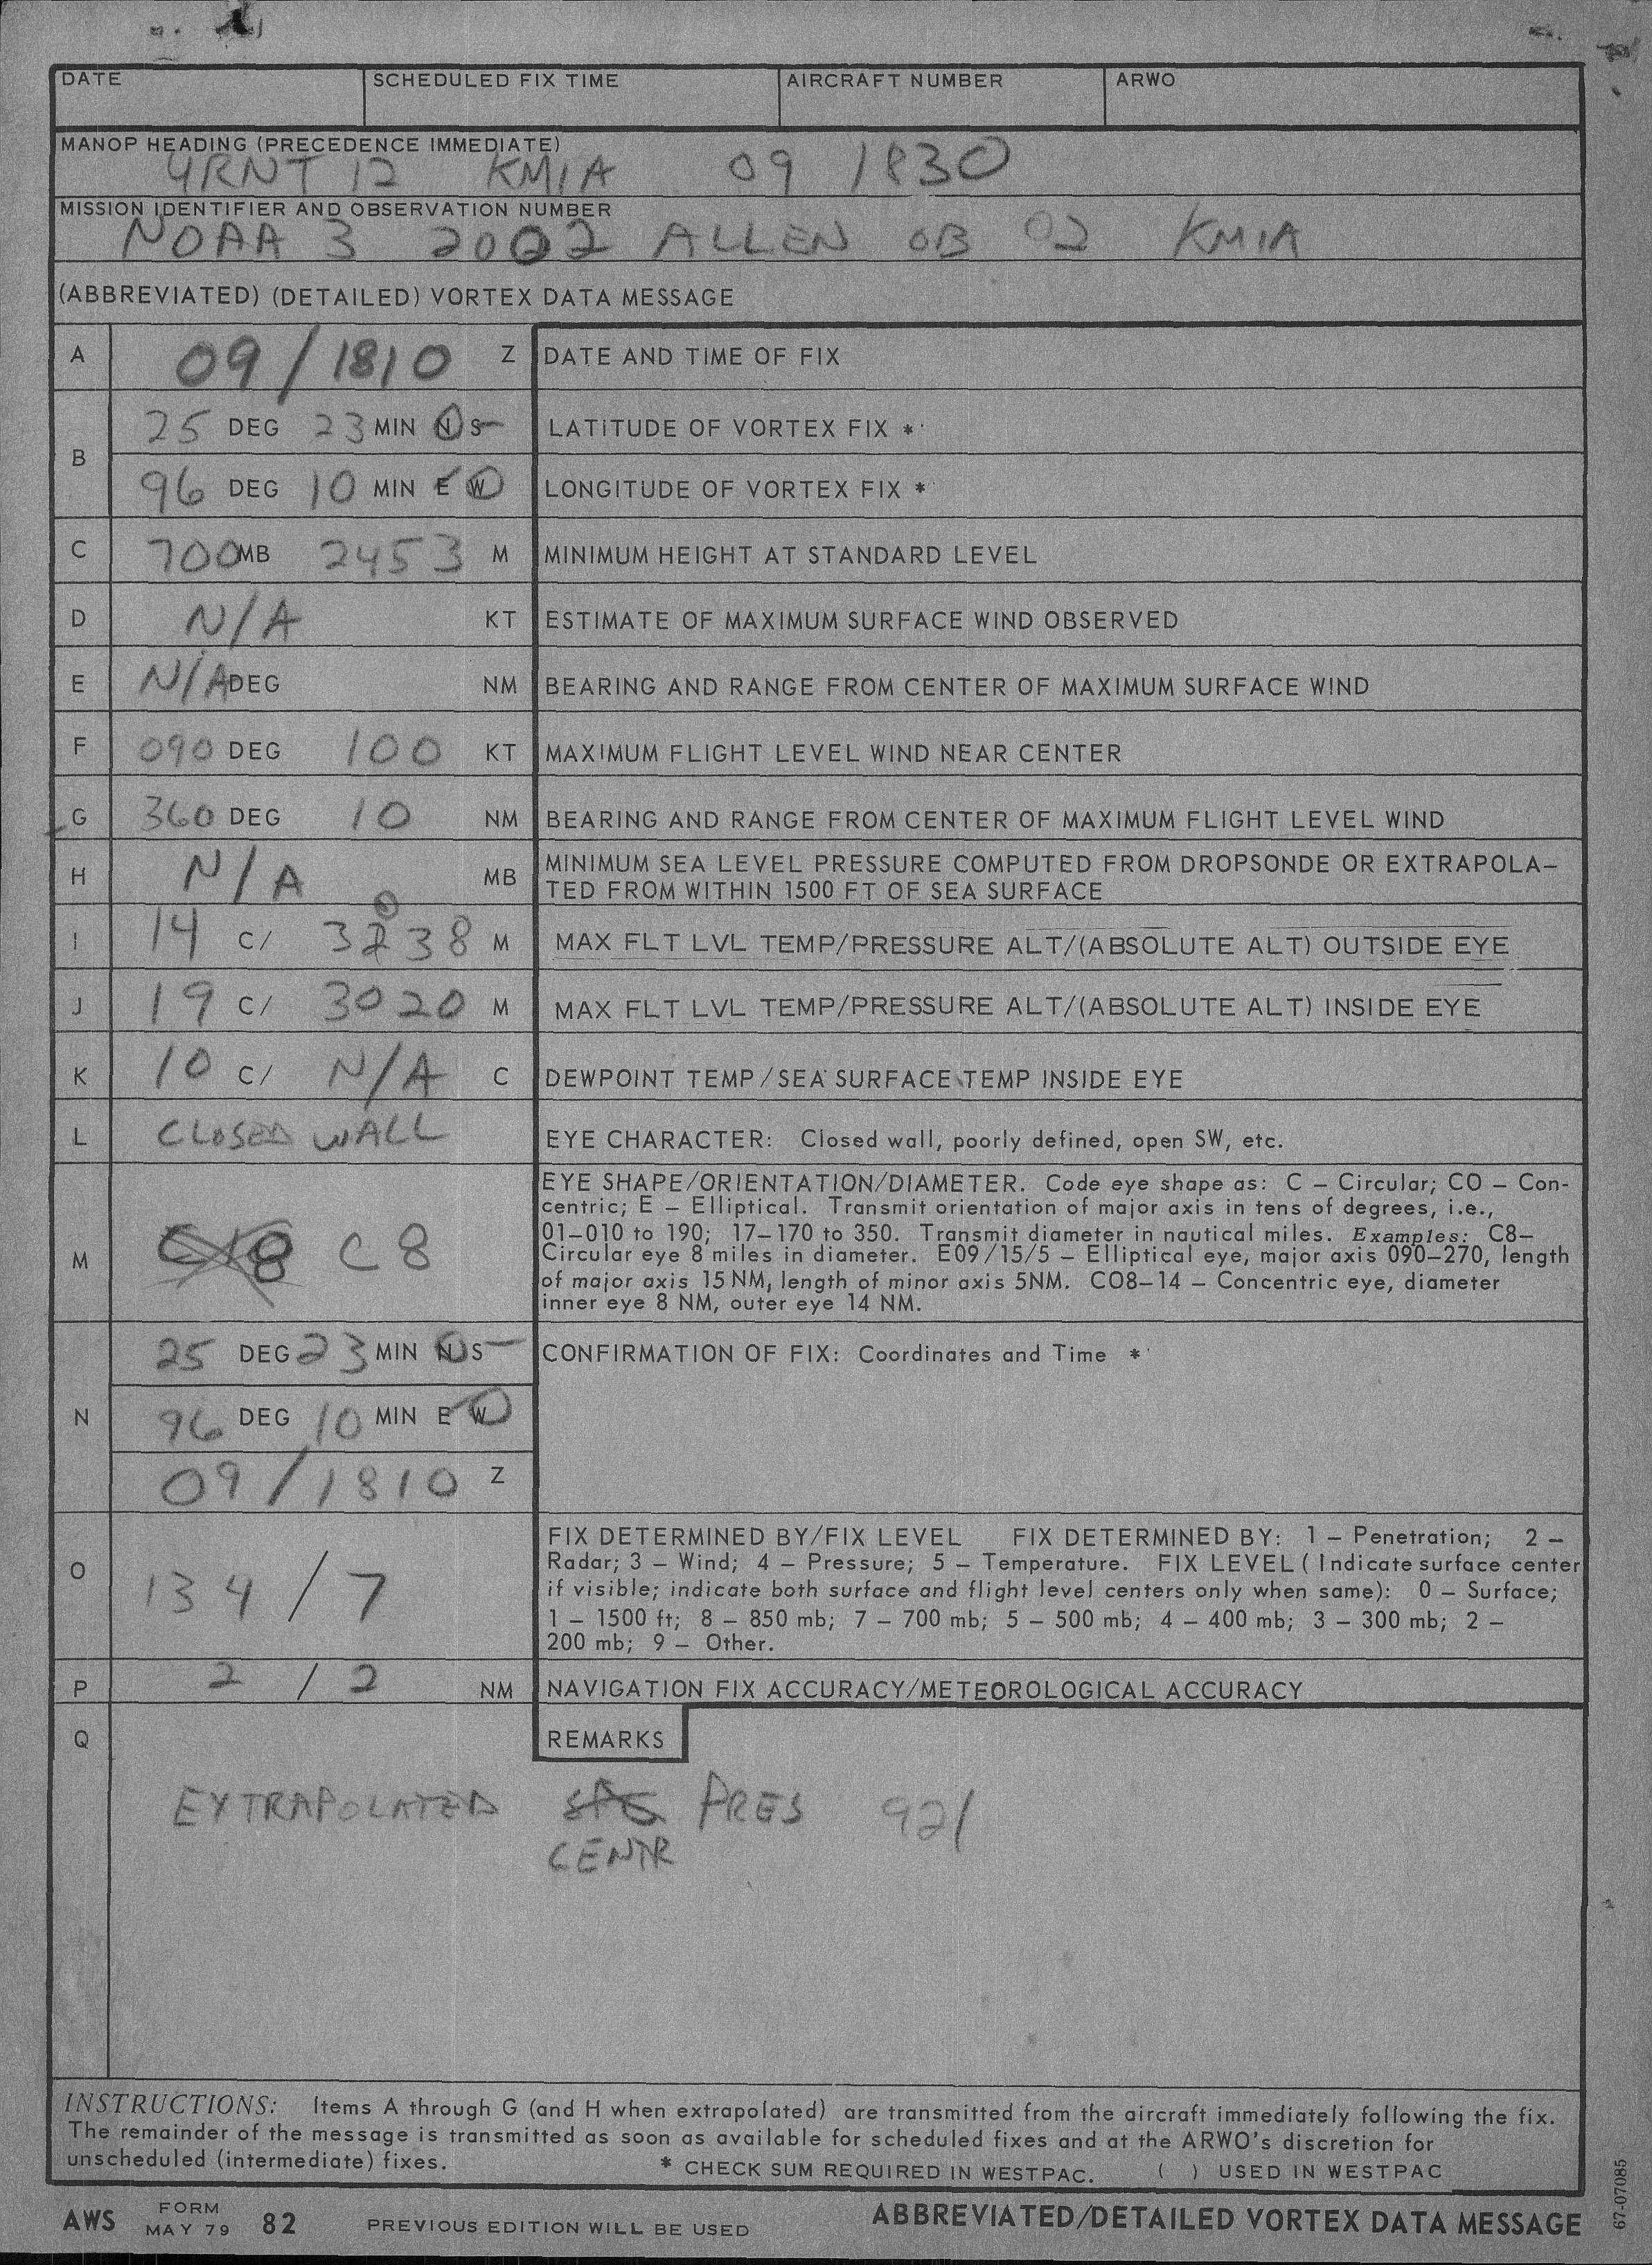 DATE SCHEDULED FIX TIME AIRCRAFT NUMBER ARWO
MANOP HEADING (PRECEDENCE IMMEDIATE)
URNT 12 KMIA 09 1830
MISSION IDENTIFIER AND OBSERVATION NUMBER
NOAA 3 2002 ALLEN OB 02 KMIA
(ABBREVIATED) (DETAILED) VORTEX DATA MESSAGE
A 09/1810 Z DATE AND TIME OF FIX
B 25 DEG 23 MIN N S LATITUDE OF VORTEX FIX *
96 DEG 10 MIN E W LONGITUDE OF VORTEX FIX *
C 700 MB 2453 M MINIMUM HEIGHT AT STANDARD LEVEL
D N/A KT ESTIMATE OF MAXIMUM SURFACE WIND OBSERVED
E N/A DEG NM BEARING AND RANGE FROM CENTER OF MAXIMUM SURFACE WIND
F 090 DEG 100 KT MAXIMUM FLIGHT LEVEL WIND NEAR CENTER
G 360 DEG 10 NM BEARING AND RANGE FROM CENTER OF MAXIMUM FLIGHT LEVEL WIND
H N/A MB MINIMUM SEA LEVEL PRESSURE COMPUTED FROM DROPSONDE OR EXTRAPOLA–
TED FROM WITHIN 1500 FT OF SEA SURFACE
I 14 C/ 3038 M MAX FLT LVL TEMP/PRESSURE ALT/(ABSOLUTE ALT) OUTSIDE EYE
J 19 C/ 3020 M MAX FLT LVL TEMP/PRESSURE ALT/(ABSOLUTE ALT) INSIDE EYE
K 10 C/ N/A C DEWPOINT TEMP/SEA SURFACE TEMP INSIDE EYE
L CLOSED WALL EYE CHARACTER: Closed wall, poorly defined, open SW, etc.
M C 8 EYE SHAPE/ORIENTATION/DIAMETER. Code eye shape as: C – Circular; CO – Con-
centric; E – Elliptical. Transmit orientation of major axis in tens of degrees, i.e.,
01–010 to 190; 17–170 to 350. Transmit diameter in nautical miles. Examples: C8–
Circular eye 8 miles in diameter. E09/15/5 – Elliptical eye, major axis 090–270, length
of major axis 15 NM, length of minor axis 5NM. CO8–14 – Concentric eye, diameter
inner eye 8 NM, outer eye 14 NM.
N 25 DEG 23 MIN N S CONFIRMATION OF FIX: Coordinates and Time *
96 DEG 10 MIN E W
09/1810 Z
O 134/7 FIX DETERMINED BY/FIX LEVEL FIX DETERMINED BY: 1 – Penetration; 2 –
Radar; 3 – Wind; 4 – Pressure; 5 – Temperature. FIX LEVEL (Indicate surface center
if visible; indicate both surface and flight level centers only when same): 0 – Surface;
1 – 1500 ft; 8 – 850 mb; 7 – 700 mb; 5 – 500 mb; 4 – 400 mb; 3 – 300 mb; 2 –
200 mb; 9 – Other.
P 2 / 2 NM NAVIGATION FIX ACCURACY/METEOROLOGICAL ACCURACY
Q REMARKS
EXTRAPOLATED PRES 921
CENTR
INSTRUCTIONS: Items A through G (and H when extrapolated) are transmitted from the aircraft immediately following the fix.
The remainder of the message is transmitted as soon as available for scheduled fixes and at the ARWO's discretion for
unscheduled (intermediate) fixes. * CHECK SUM REQUIRED IN WESTPAC. ( ) USED IN WESTPAC
AWS FORM MAY 79 82 PREVIOUS EDITION WILL BE USED ABBREVIATED/DETAILED VORTEX DATA MESSAGE
67-07085